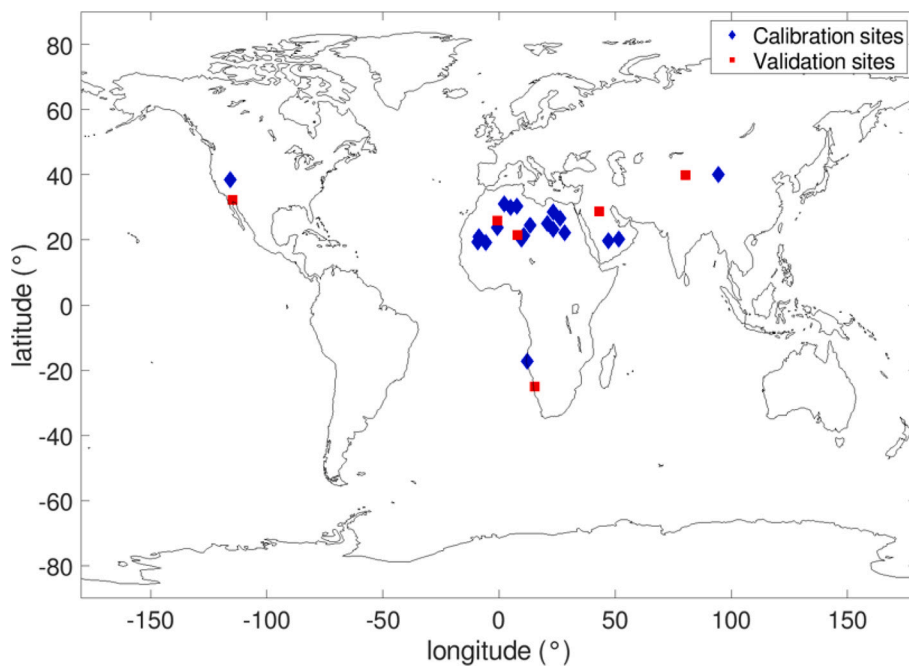 Calibration sites
Validation sites
80
60
40
20
0
-20
-40
-60
-80
latitude (°)
-150 -100 -50 0 50 100 150
longitude (°)